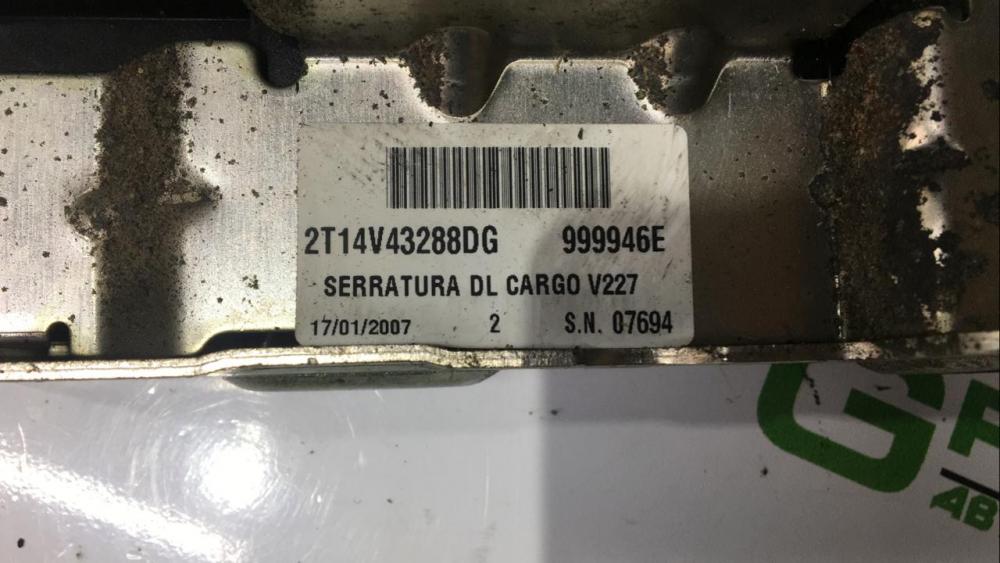 2T14V43288DG 999946E
SERRATURA DL CARGO V227
17/01/2007 2 S.N. 07694